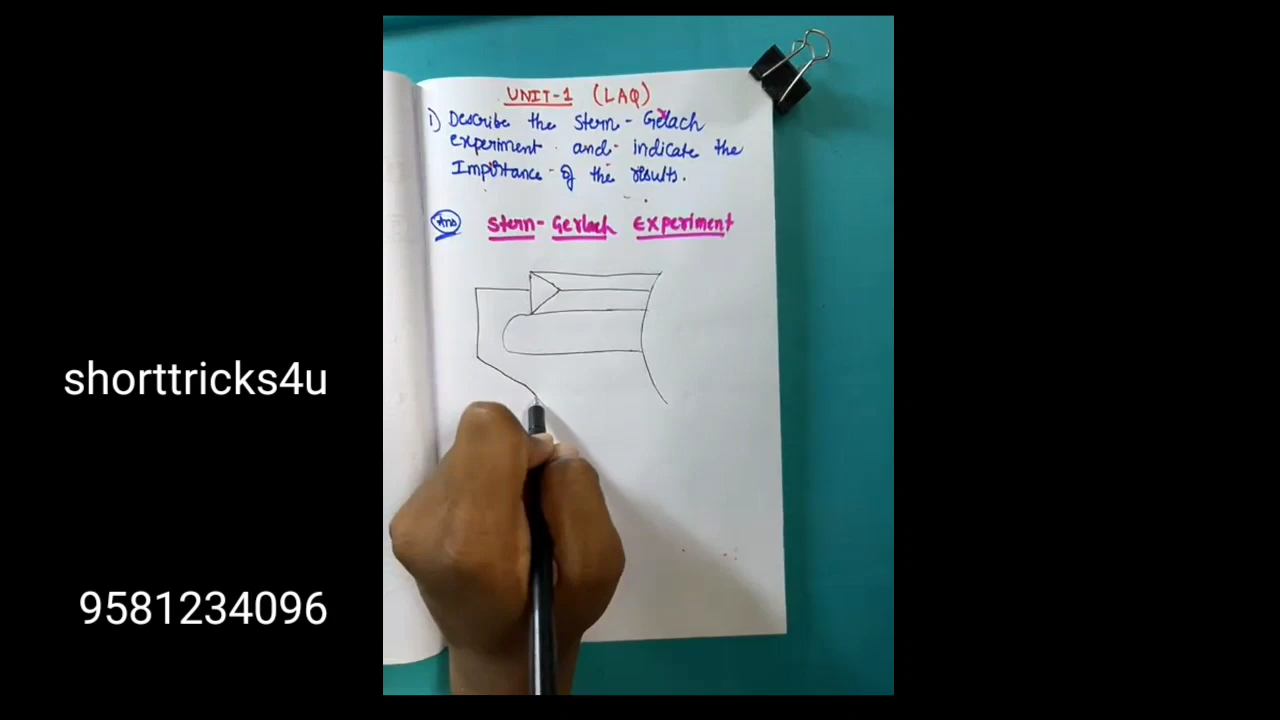 UNIT-1 (LAQ)
1) Describe the Stern-Gerlach
experiment and indicate the
Importance of the results.
Ans Stern-Gerlach Experiment
shorttricks4u
9581234096